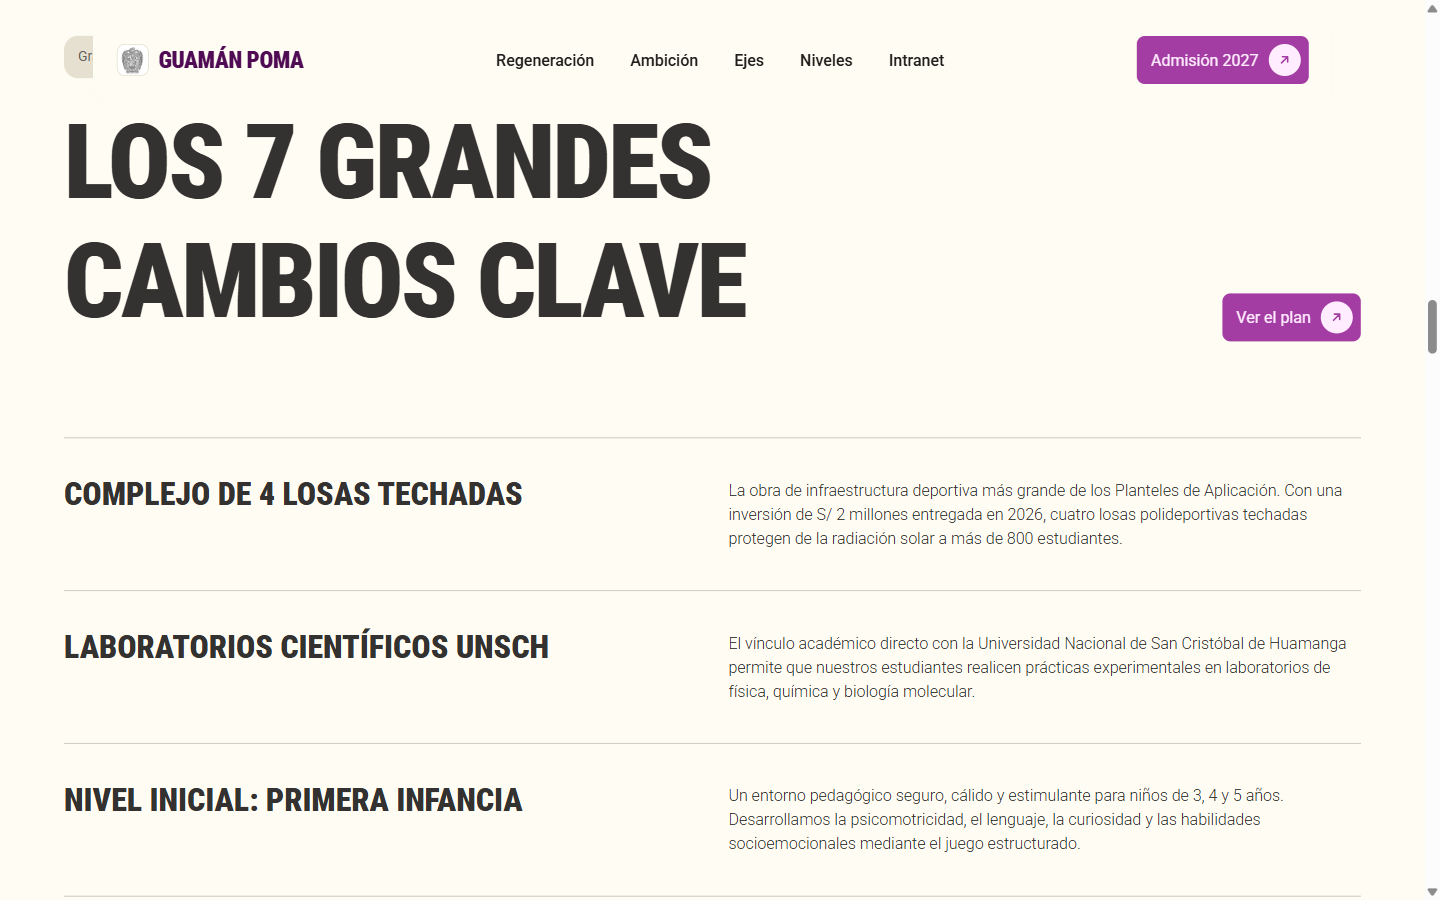 Gr
GUAMÁN POMA
Regeneración
Ambición
Ejes
Niveles
Intranet
Admisión 2027
LOS 7 GRANDES
CAMBIOS CLAVE
Ver el plan
COMPLEJO DE 4 LOSAS TECHADAS
La obra de infraestructura deportiva más grande de los Planteles de Aplicación. Con una
inversión de S/ 2 millones entregada en 2026, cuatro losas polideportivas techadas
protegen de la radiación solar a más de 800 estudiantes.
LABORATORIOS CIENTÍFICOS UNSCH
El vínculo académico directo con la Universidad Nacional de San Cristóbal de Huamanga
permite que nuestros estudiantes realicen prácticas experimentales en laboratorios de
física, química y biología molecular.
NIVEL INICIAL: PRIMERA INFANCIA
Un entorno pedagógico seguro, cálido y estimulante para niños de 3, 4 y 5 años.
Desarrollamos la psicomotricidad, el lenguaje, la curiosidad y las habilidades
socioemocionales mediante el juego estructurado.